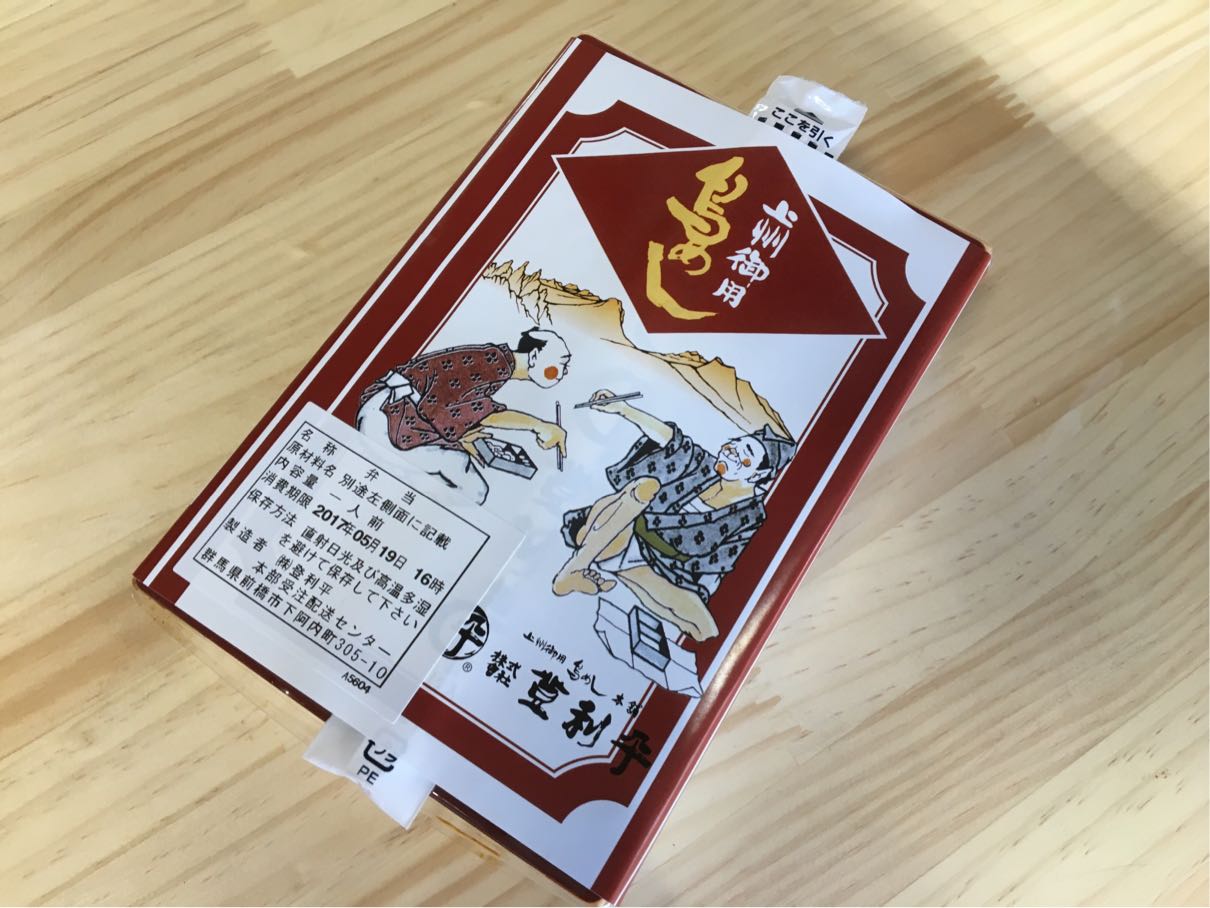 ここを引く
上州御用
鳥めし
名称 弁当
原材料名 別途左側面に記載
内容量 一人前
消費期限 2017年05月19日 16時
保存方法 直射日光及び高温多湿
を避けて保存して下さい
製造者 ㈱登利平
本部受注配送センター
群馬県前橋市下阿内町305-10
A5604
上州御用 鳥めし 本舗
株式会社 登利平
平
®
PE